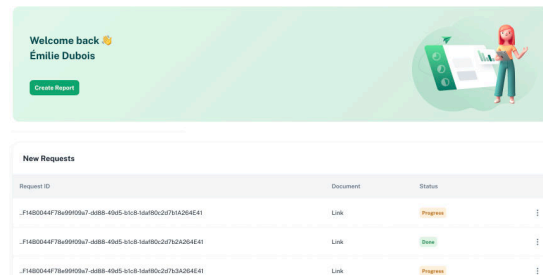 Welcome back 👋
Émilie Dubois
Create Report
New Requests
Request ID Document Status
..F1480044F78e99f09a7-dd88-49d5-b1c8-1daf80c2d7b1A264E41 Link Progress
..F1480044F78e99f09a7-dd88-49d5-b1c8-1daf80c2d7b2A264E41 Link Done
..F1480044F78e99f09a7-dd88-49d5-b1c8-1daf80c2d7b3A264E41 Link Progress